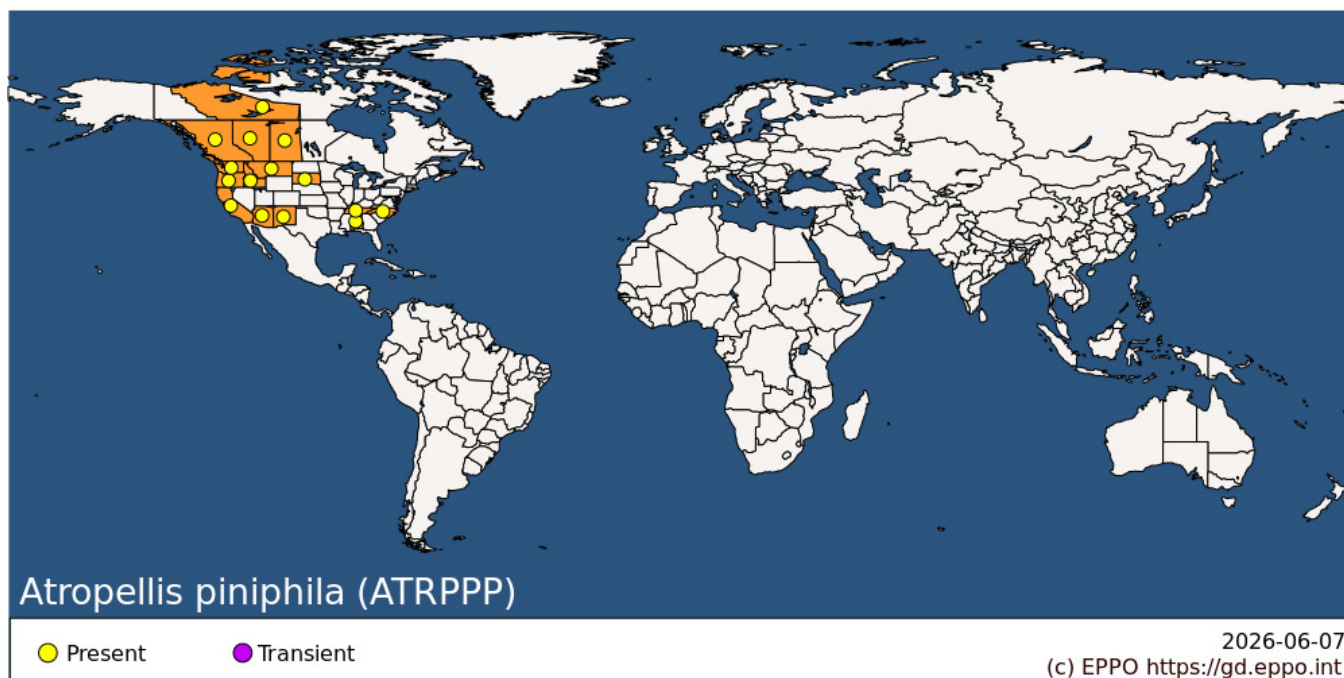 Atropellis piniphila (ATRPPP)
Present
Transient
2026-06-07
(c) EPPO https://gd.eppo.int